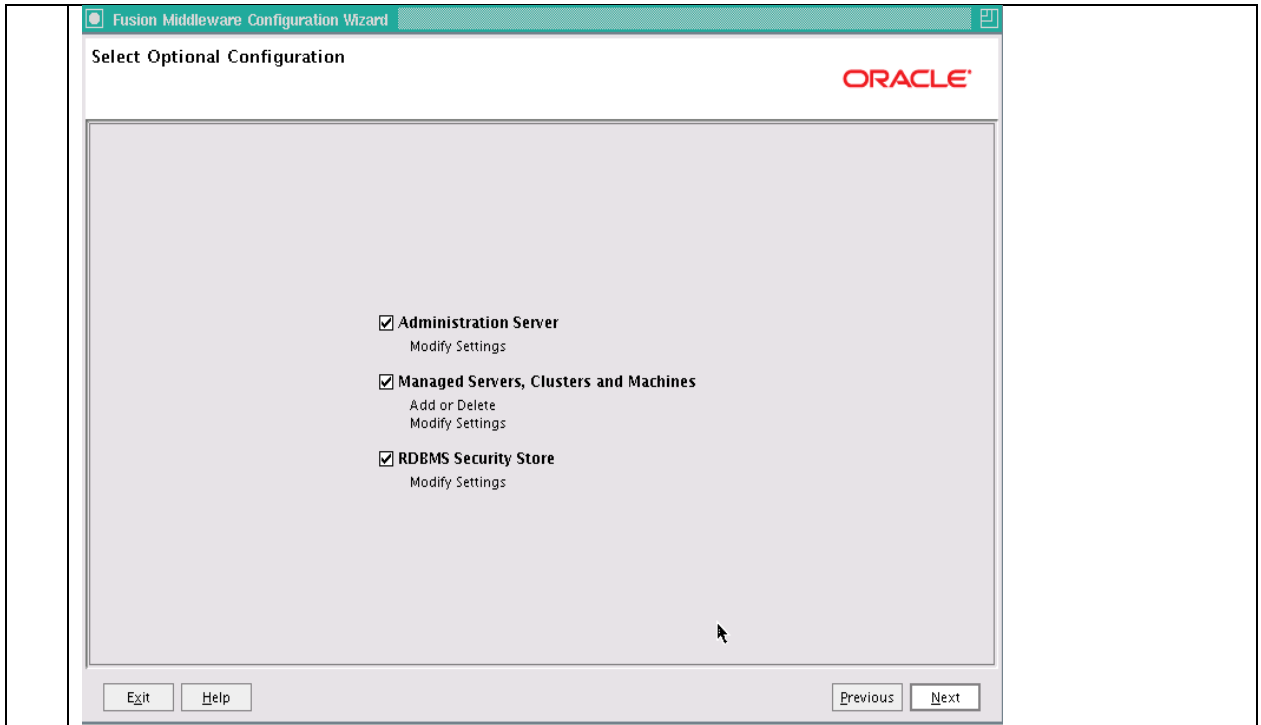 Fusion Middleware Configuration Wizard
Select Optional Configuration
ORACLE
Administration Server
Modify Settings
Managed Servers, Clusters and Machines
Add or Delete
Modify Settings
RDBMS Security Store
Modify Settings
Exit Help Previous Next